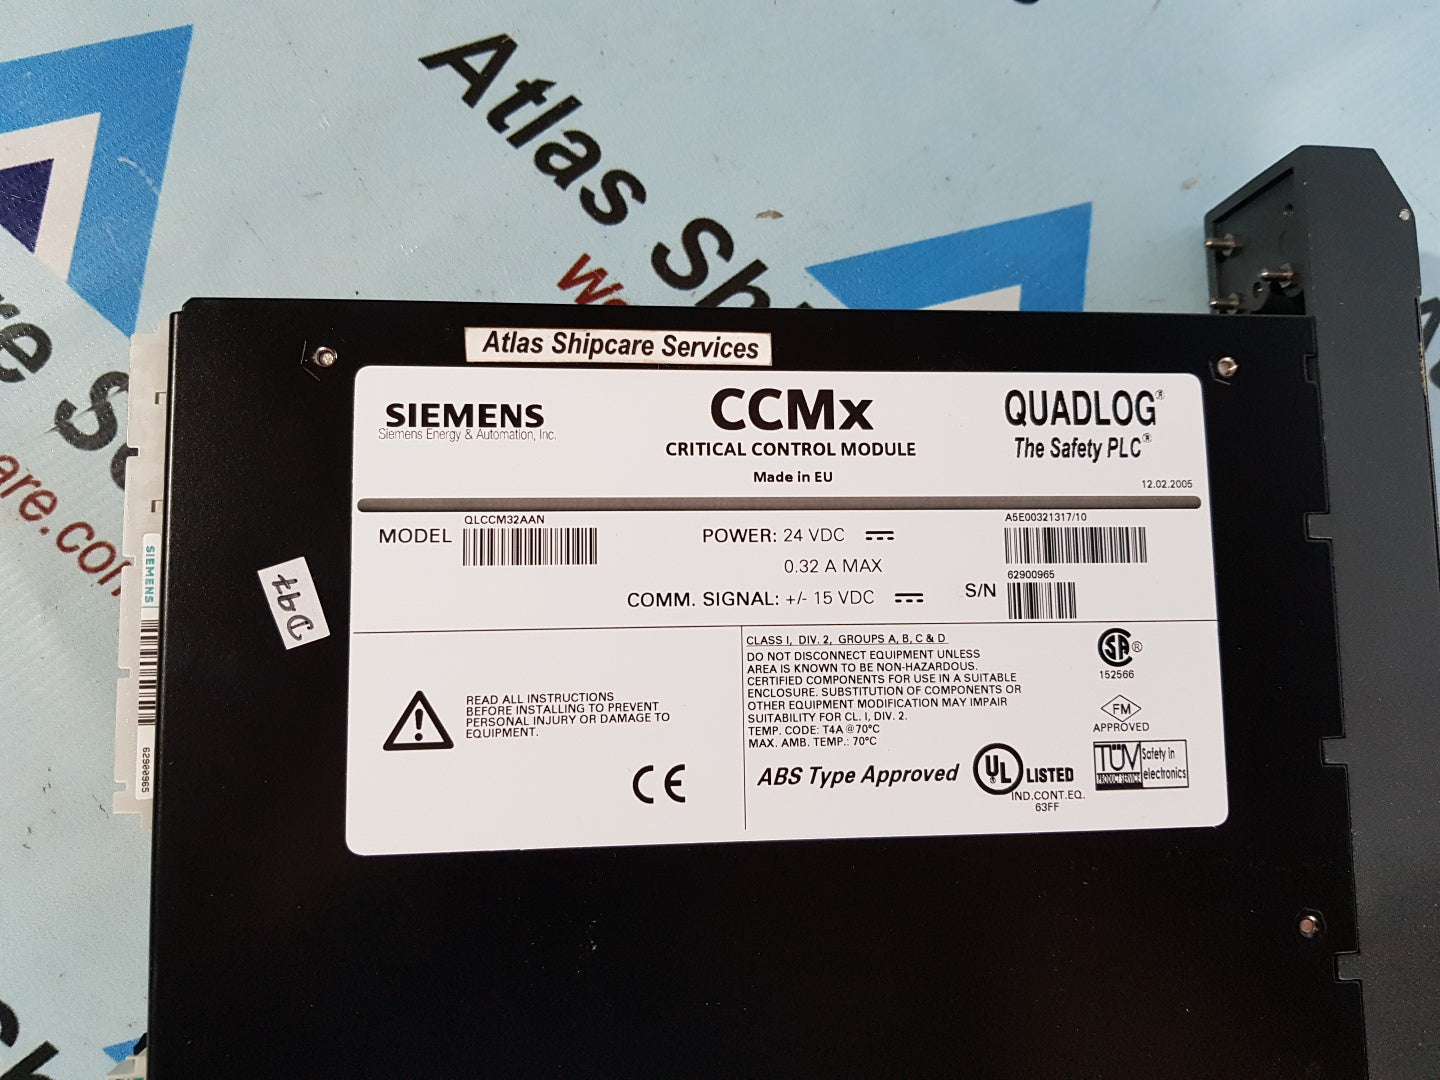 Atlas Shipcare Services
SIEMENS
Siemens Energy & Automation, Inc.
CCMx
CRITICAL CONTROL MODULE
Made in EU
QUADLOG®
The Safety PLC®
12.02.2005
MODEL
QLCCM32AAN
POWER: 24 VDC
0.32 A MAX
COMM. SIGNAL: +/- 15 VDC
A5E00321317/10
S/N
62900965
READ ALL INSTRUCTIONS
BEFORE INSTALLING TO PREVENT
PERSONAL INJURY OR DAMAGE TO
EQUIPMENT.
CE
CLASS I, DIV. 2, GROUPS A, B, C & D
DO NOT DISCONNECT EQUIPMENT UNLESS
AREA IS KNOWN TO BE NON-HAZARDOUS.
CERTIFIED COMPONENTS FOR USE IN A SUITABLE
ENCLOSURE. SUBSTITUTION OF COMPONENTS OR
OTHER EQUIPMENT MODIFICATION MAY IMPAIR
SUITABILITY FOR CL. I, DIV. 2.
TEMP. CODE: T4A @ 70°C
MAX. AMB. TEMP.: 70°C
ABS Type Approved
UL LISTED
IND.CONT.EQ.
63FF
SA ®
152566
FM
APPROVED
TÜV
PRODUCT SERVICE
Safety in
electronics
SIEMENS
62900965
Atlas